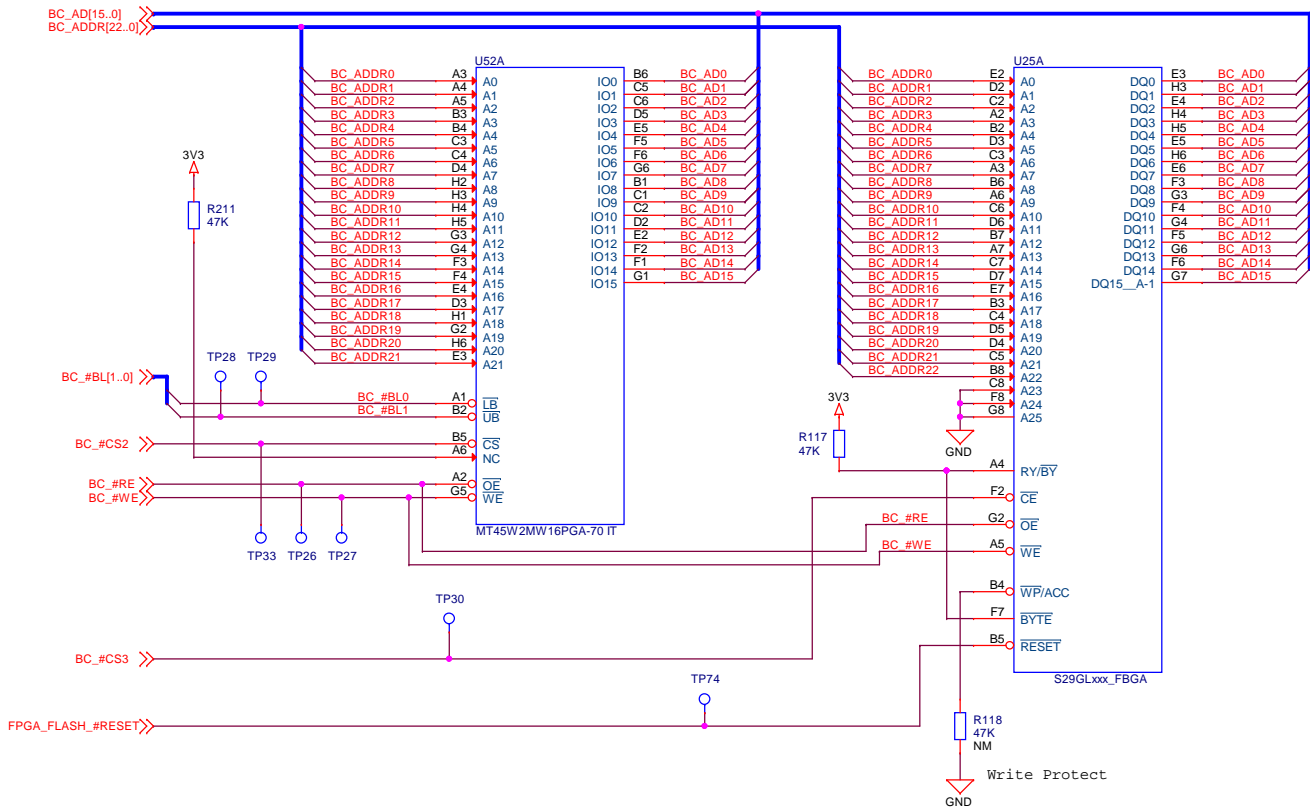 BC_AD[15..0]
BC_ADDR[22..0]
U52A
BC_ADDR0 A3 A0 IO0 B6 BC_AD0
BC_ADDR1 A4 A1 IO1 C5 BC_AD1
BC_ADDR2 A5 A2 IO2 C6 BC_AD2
BC_ADDR3 B3 A3 IO3 D5 BC_AD3
BC_ADDR4 B4 A4 IO4 E5 BC_AD4
BC_ADDR5 C3 A5 IO5 F5 BC_AD5
BC_ADDR6 C4 A6 IO6 F6 BC_AD6
BC_ADDR7 D4 A7 IO7 G6 BC_AD7
BC_ADDR8 H2 A8 IO8 B1 BC_AD8
BC_ADDR9 H3 A9 IO9 C1 BC_AD9
BC_ADDR10 H4 A10 IO10 C2 BC_AD10
BC_ADDR11 H5 A11 IO11 D2 BC_AD11
BC_ADDR12 G3 A12 IO12 E2 BC_AD12
BC_ADDR13 G4 A13 IO13 F2 BC_AD13
BC_ADDR14 F3 A14 IO14 F1 BC_AD14
BC_ADDR15 F4 A15 IO15 G1 BC_AD15
BC_ADDR16 E4 A16
BC_ADDR17 D3 A17
BC_ADDR18 H1 A18
BC_ADDR19 G2 A19
BC_ADDR20 H6 A20
BC_ADDR21 E3 A21
3V3
R211
47K
TP28 TP29
BC_#BL[1..0]
BC_#BL0 A1 LB
BC_#BL1 B2 UB
BC_#CS2 B5 CS
A6 NC
BC_#RE A2 OE
BC_#WE G5 WE
MT45W2MW16PGA-70 IT
TP33 TP26 TP27
U25A
BC_ADDR0 E2 A0 DQ0 E3 BC_AD0
BC_ADDR1 D2 A1 DQ1 H3 BC_AD1
BC_ADDR2 C2 A2 DQ2 E4 BC_AD2
BC_ADDR3 A2 A3 DQ3 H4 BC_AD3
BC_ADDR4 B2 A4 DQ4 H5 BC_AD4
BC_ADDR5 D3 A5 DQ5 E5 BC_AD5
BC_ADDR6 C3 A6 DQ6 H6 BC_AD6
BC_ADDR7 A3 A7 DQ7 E6 BC_AD7
BC_ADDR8 B6 A8 DQ8 F3 BC_AD8
BC_ADDR9 A6 A9 DQ9 G3 BC_AD9
BC_ADDR10 C6 A10 DQ10 F4 BC_AD10
BC_ADDR11 D6 A11 DQ11 G4 BC_AD11
BC_ADDR12 B7 A12 DQ12 F5 BC_AD12
BC_ADDR13 A7 A13 DQ13 G6 BC_AD13
BC_ADDR14 C7 A14 DQ14 F6 BC_AD14
BC_ADDR15 D7 A15 DQ15__A-1 G7 BC_AD15
BC_ADDR16 E7 A16
BC_ADDR17 B3 A17
BC_ADDR18 C4 A18
BC_ADDR19 D5 A19
BC_ADDR20 D4 A20
BC_ADDR21 C5 A21
BC_ADDR22 B8 A22
C8 A23
F8 A24
G8 A25
GND
3V3
R117
47K
A4 RY/BY
F2 CE
BC_#RE G2 OE
BC_#WE A5 WE
B4 WP/ACC
F7 BYTE
B5 RESET
S29GLxxx_FBGA
TP30
BC_#CS3
TP74
FPGA_FLASH_#RESET
R118
47K
NM
Write Protect
GND